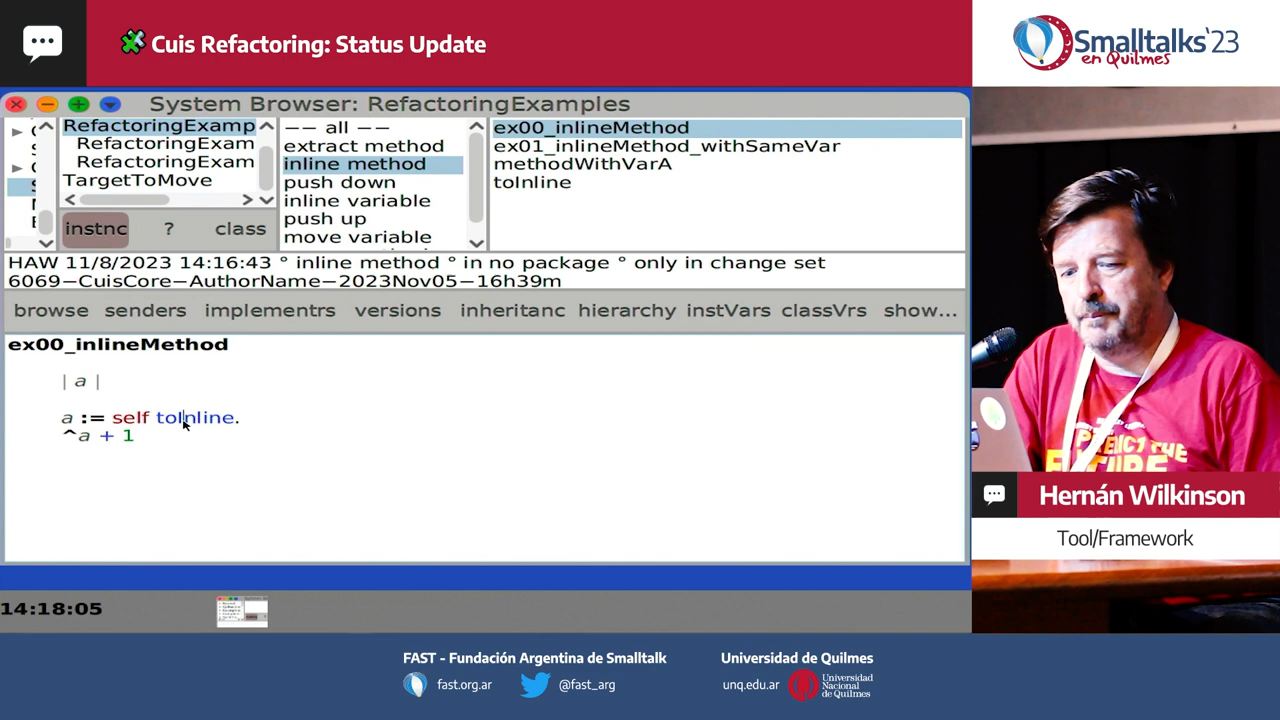 Cuis Refactoring: Status Update
Smalltalks'23
en Quilmes
System Browser: RefactoringExamples
RefactoringExamp
RefactoringExam
RefactoringExam
TargetToMove
instnc ? class
-- all --
extract method
inline method
push down
inline variable
push up
move variable
ex00_inlineMethod
ex01_inlineMethod_withSameVar
methodWithVarA
toInline
HAW 11/8/2023 14:16:43 ° inline method ° in no package ° only in change set
6069-CuisCore-AuthorName-2023Nov05-16h39m
browse senders implementrs versions inheritanc hierarchy instVars classVrs show...
ex00_inlineMethod
| a |
a := self toInline.
^a + 1
14:18:05
PREDICT THE
FUTURE
Hernán Wilkinson
Tool/Framework
FAST - Fundación Argentina de Smalltalk
fast.org.ar @fast_arg
Universidad de Quilmes
unq.edu.ar
Universidad
Nacional
de Quilmes